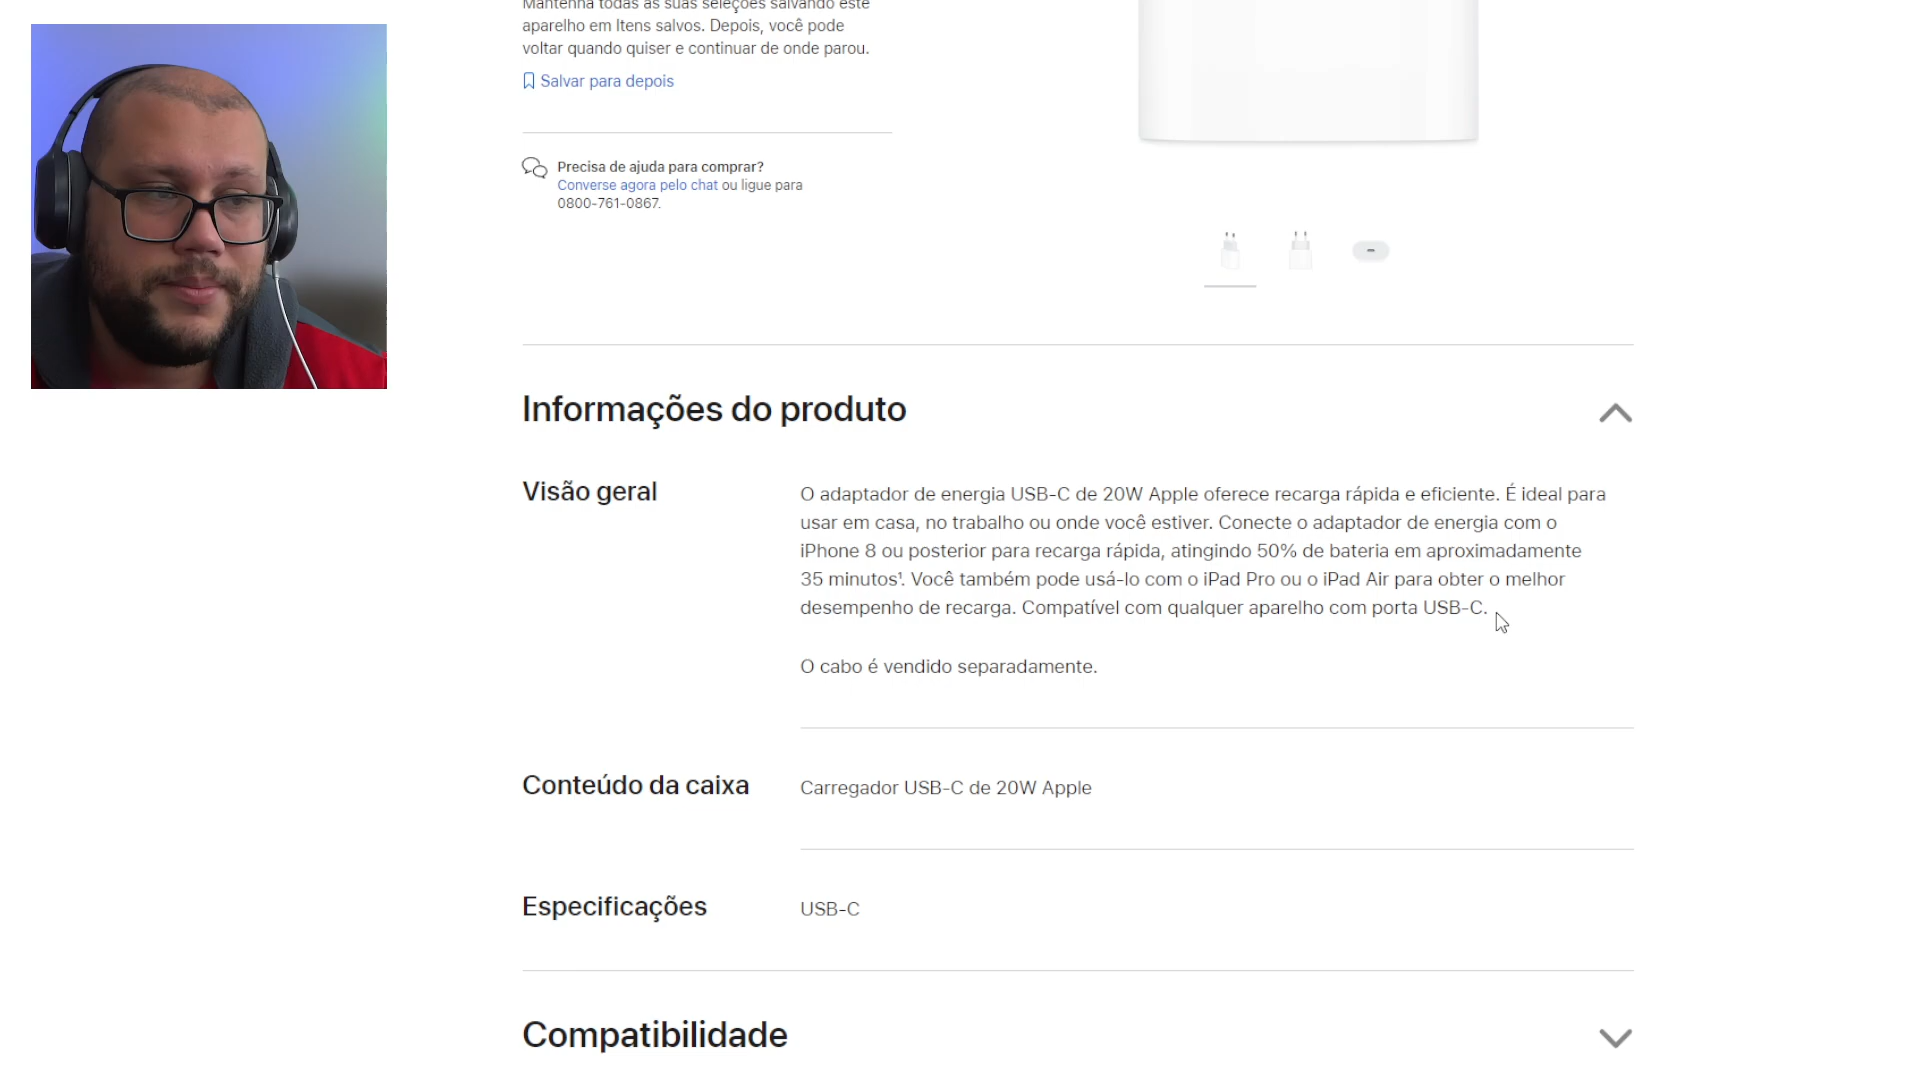 Mantenha todas as suas seleções salvando este
aparelho em Itens salvos. Depois, você pode
voltar quando quiser e continuar de onde parou.
Salvar para depois
Precisa de ajuda para comprar?
Converse agora pelo chat ou ligue para
0800-761-0867.
Informações do produto
Visão geral
O adaptador de energia USB-C de 20W Apple oferece recarga rápida e eficiente. É ideal para
usar em casa, no trabalho ou onde você estiver. Conecte o adaptador de energia com o
iPhone 8 ou posterior para recarga rápida, atingindo 50% de bateria em aproximadamente
35 minutos¹. Você também pode usá-lo com o iPad Pro ou o iPad Air para obter o melhor
desempenho de recarga. Compatível com qualquer aparelho com porta USB-C.
O cabo é vendido separadamente.
Conteúdo da caixa
Carregador USB-C de 20W Apple
Especificações
USB-C
Compatibilidade